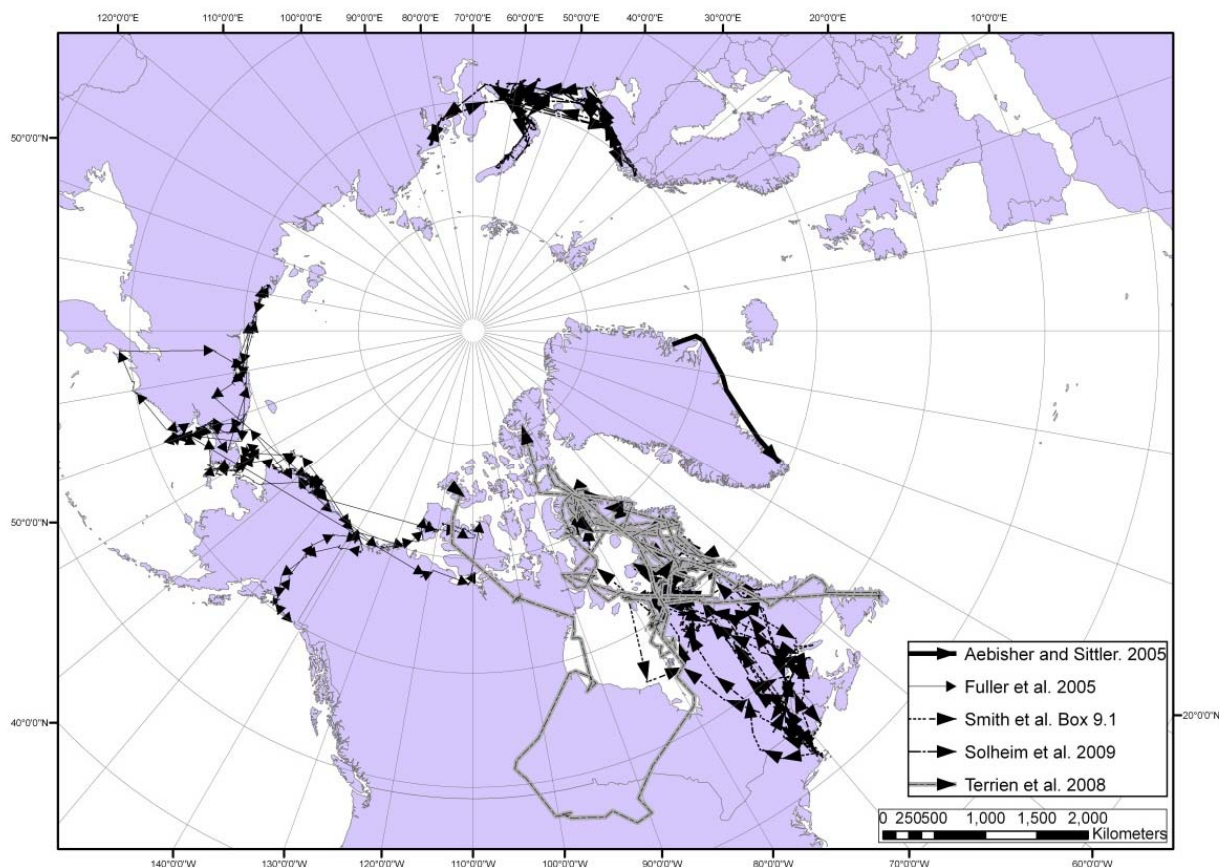 120°0'0"W 110°0'0"W 100°0'0"W 90°0'0"W 80°0'0"W 70°0'0"W 60°0'0"W 50°0'0"W 40°0'0"W 30°0'0"W 20°0'0"W 10°0'0"W
50°0'0"N
50°0'0"N
40°0'0"N
20°0'0"W
Aebisher and Sittler. 2005
Fuller et al. 2005
Smith et al. Box 9.1
Solheim et al. 2009
Terrien et al. 2008
0 250 500 1,000 1,500 2,000
Kilometers
140°0'0"W 130°0'0"W 120°0'0"W 110°0'0"W 100°0'0"W 90°0'0"W 80°0'0"W 70°0'0"W 60°0'0"W